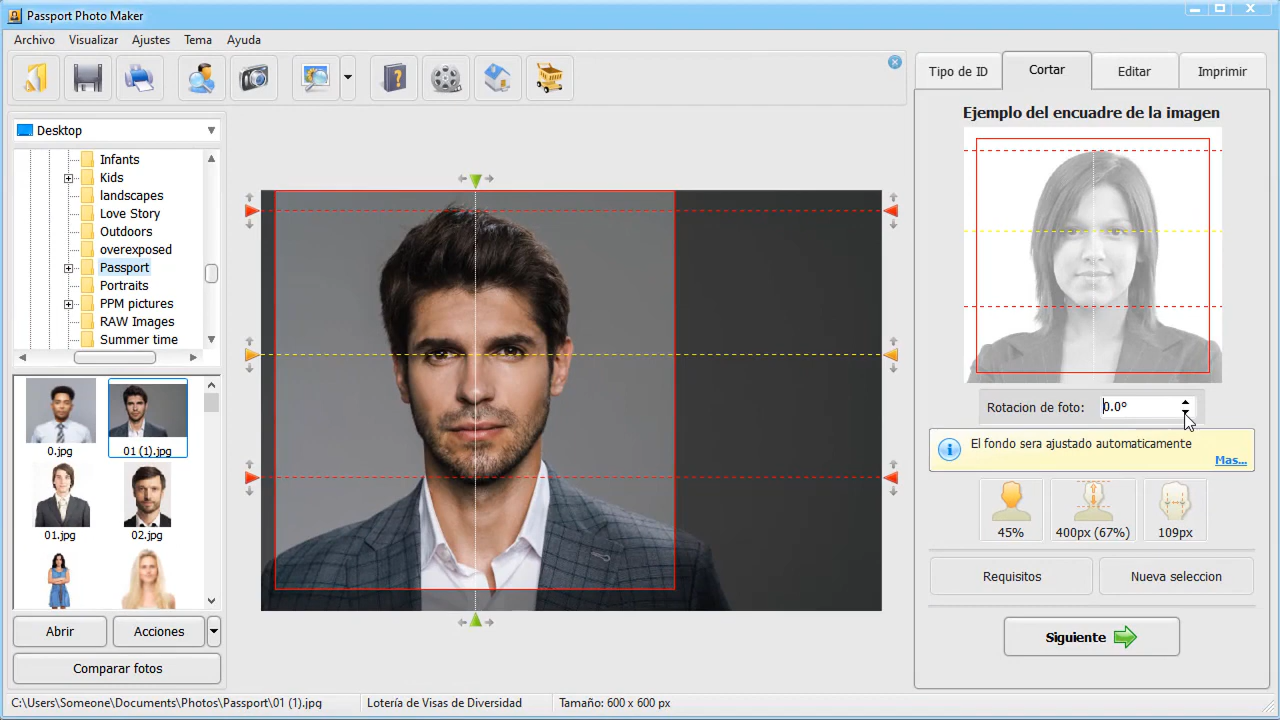 Passport Photo Maker
Archivo Visualizar Ajustes Tema Ayuda
Tipo de ID Cortar Editar Imprimir
Desktop
Infants
Kids
landscapes
Love Story
Outdoors
overexposed
Passport
Portraits
PPM pictures
RAW Images
Summer time
0.jpg 01 (1).jpg
01.jpg 02.jpg
Abrir Acciones
Comparar fotos
Ejemplo del encuadre de la imagen
Rotacion de foto: 0.0º
El fondo sera ajustado automaticamente
Mas...
45% 400px (67%) 109px
Requisitos Nueva seleccion
Siguiente
C:\Users\Someone\Documents\Photos\Passport\01 (1).jpg Lotería de Visas de Diversidad Tamaño: 600 x 600 px